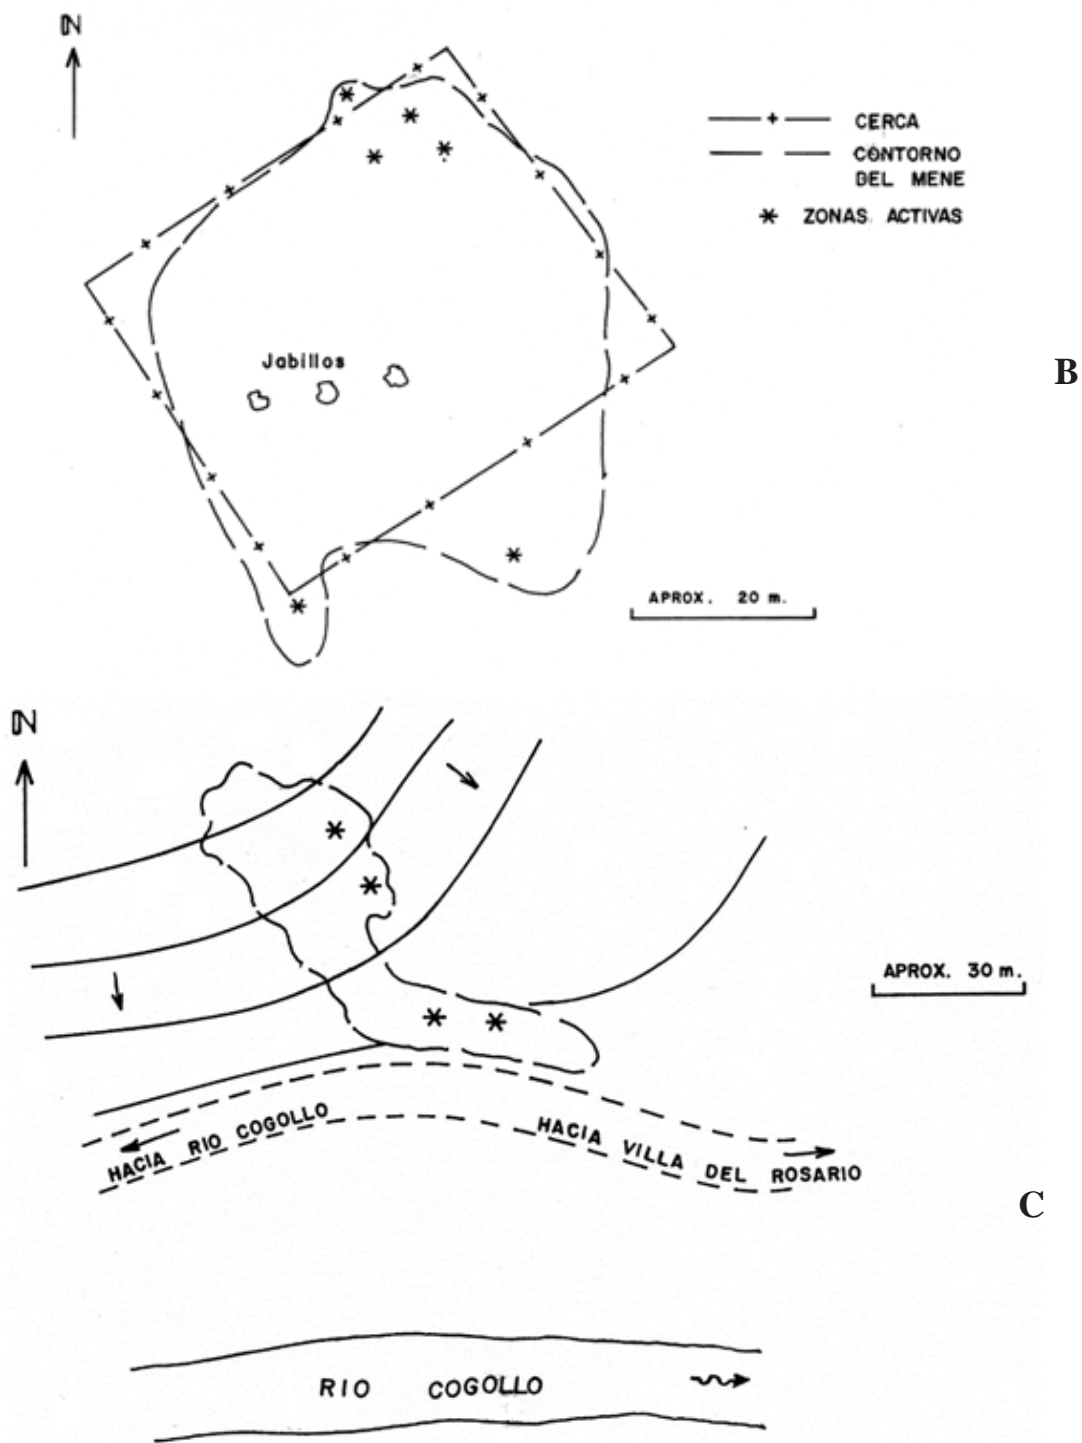 N
CERCA
CONTORNO
DEL MENE
ZONAS ACTIVAS
Jabillos
B
APROX. 20 m.
N
APROX. 30 m.
HACIA RIO COGOLLO
HACIA VILLA DEL ROSARIO
C
RIO COGOLLO